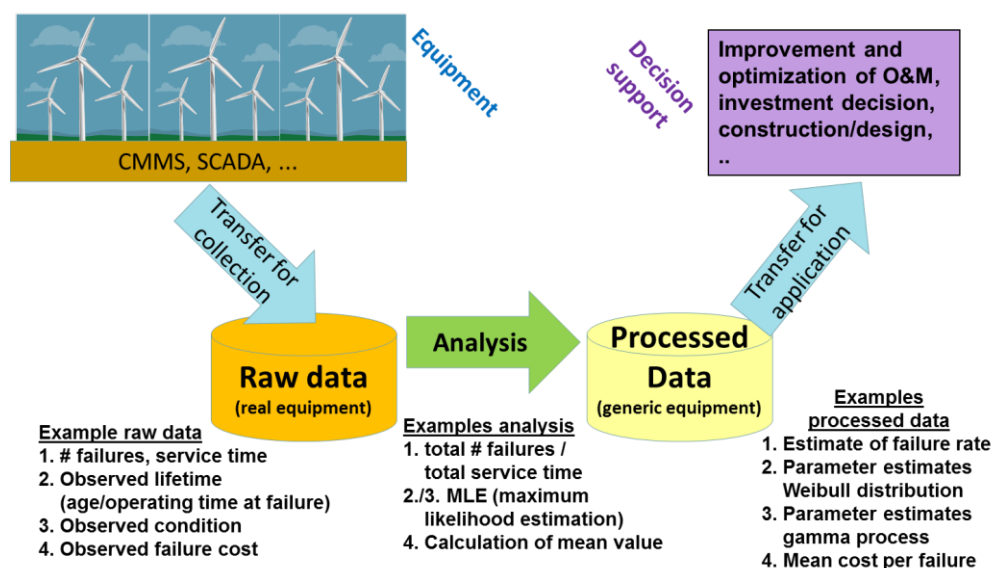 Equipment
Decision
support
Improvement and
optimization of O&M,
investment decision,
construction/design,
..
CMMS, SCADA, ...
Transfer for
collection
Transfer for
application
Raw data
(real equipment)
Analysis
Processed
Data
(generic equipment)
Example raw data
1. # failures, service time
2. Observed lifetime
(age/operating time at failure)
3. Observed condition
4. Observed failure cost
Examples analysis
1. total # failures /
total service time
2./3. MLE (maximum
likelihood estimation)
4. Calculation of mean value
Examples
processed data
1. Estimate of failure rate
2. Parameter estimates
Weibull distribution
3. Parameter estimates
gamma process
4. Mean cost per failure